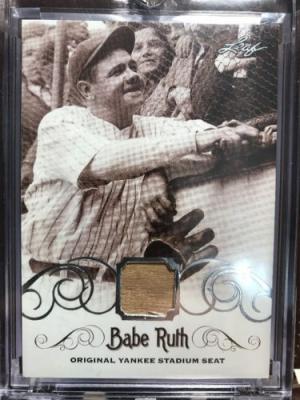 Leaf
Babe Ruth
ORIGINAL YANKEE STADIUM SEAT